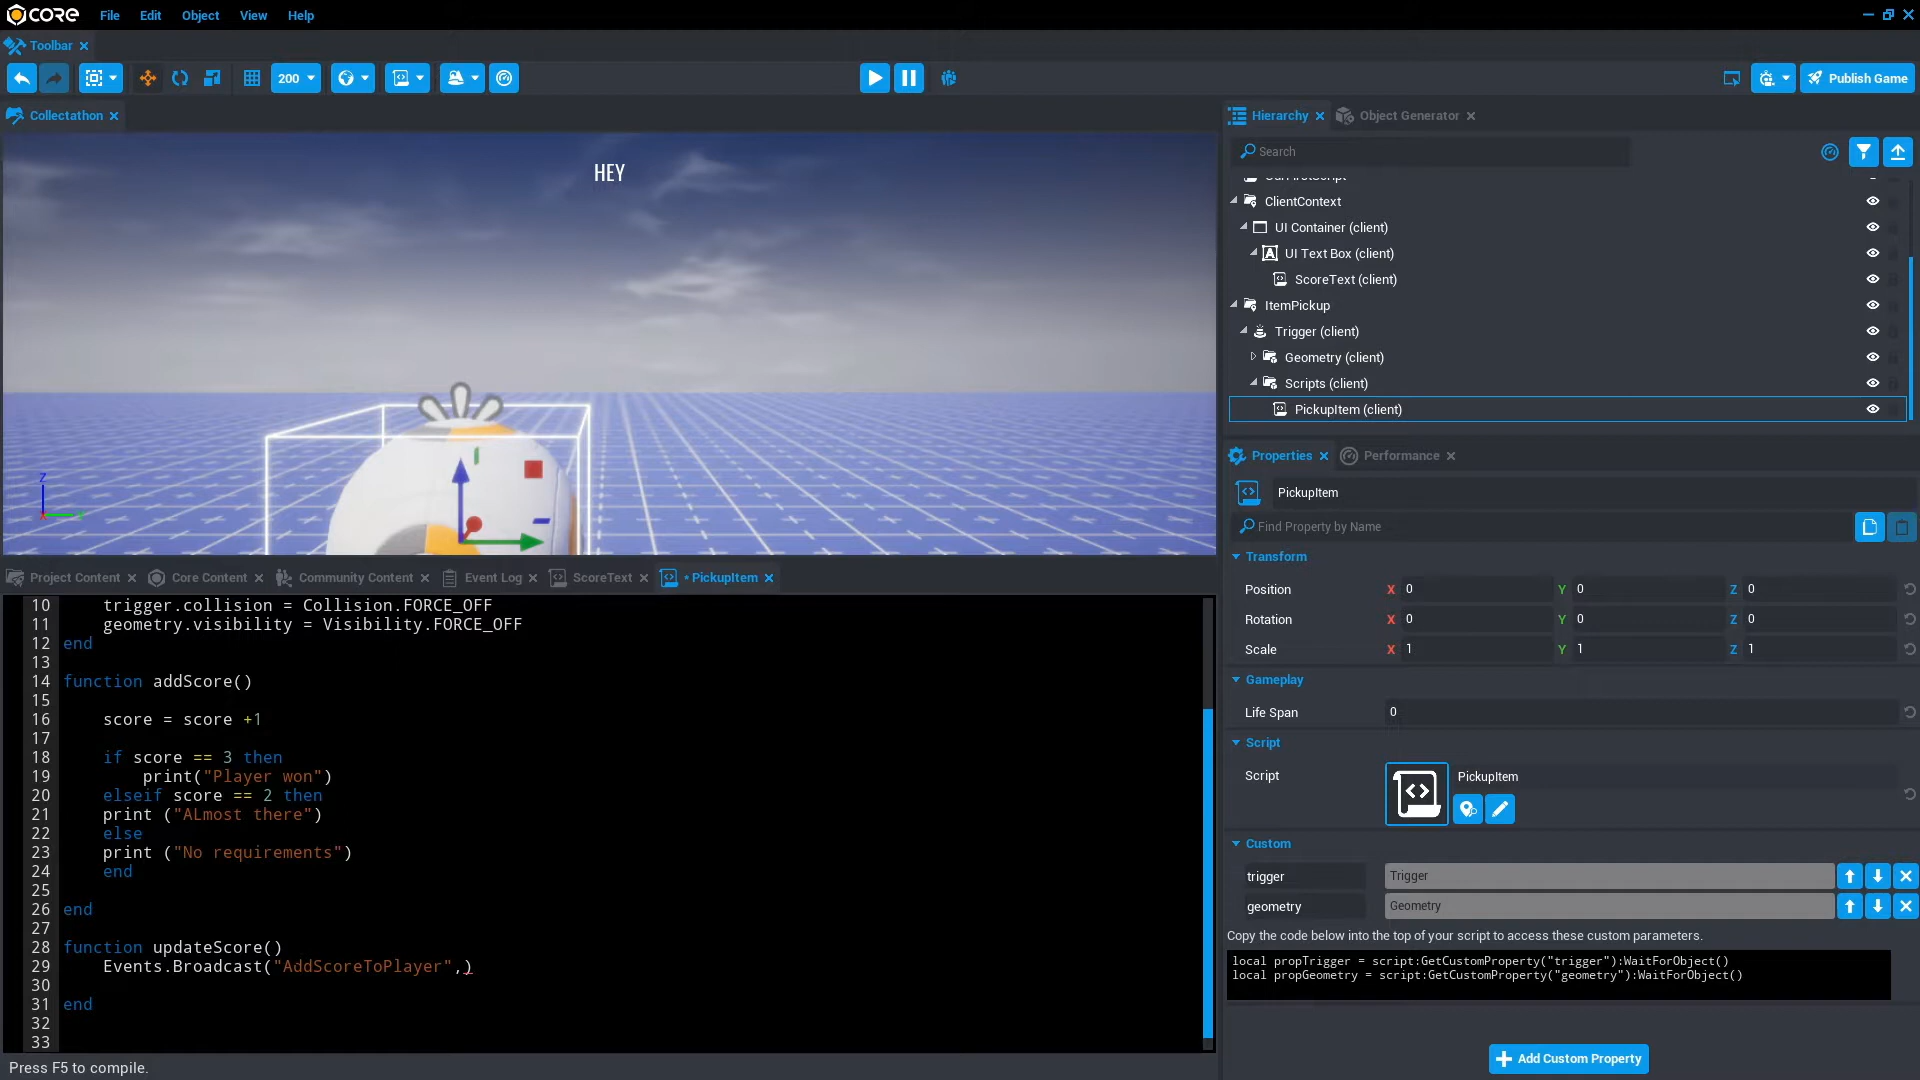 CORE File Edit Object View Help
Toolbar
200
Publish Game
Collectathon
HEY
Z
Hierarchy Object Generator
Search
OurFirstScript
ClientContext
UI Container (client)
UI Text Box (client)
ScoreText (client)
ItemPickup
Trigger (client)
Geometry (client)
Scripts (client)
PickupItem (client)
Properties Performance
PickupItem
Find Property by Name
Transform
Position X 0 Y 0 Z 0
Rotation X 0 Y 0 Z 0
Scale X 1 Y 1 Z 1
Gameplay
Life Span 0
Script
Script PickupItem
Custom
trigger Trigger
geometry Geometry
Copy the code below into the top of your script to access these custom parameters.
local propTrigger = script:GetCustomProperty("trigger"):WaitForObject()
local propGeometry = script:GetCustomProperty("geometry"):WaitForObject()
Add Custom Property
Project Content Core Content Community Content Event Log ScoreText * PickupItem
10 trigger.collision = Collision.FORCE_OFF
11 geometry.visibility = Visibility.FORCE_OFF
12 end
13
14 function addScore()
15
16 score = score +1
17
18 if score == 3 then
19 print("Player won")
20 elseif score == 2 then
21 print ("ALmost there")
22 else
23 print ("No requirements")
24 end
25
26 end
27
28 function updateScore()
29 Events.Broadcast("AddScoreToPlayer",)
30
31 end
32
33
Press F5 to compile.